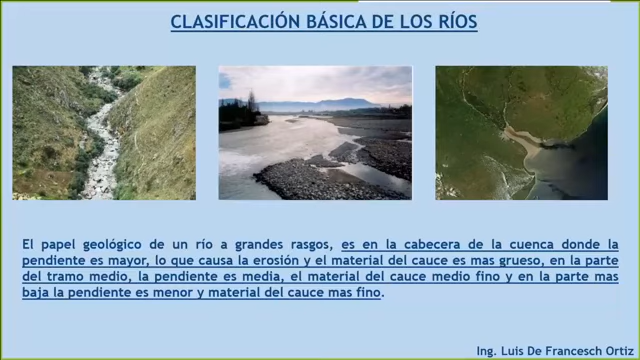 CLASIFICACIÓN BÁSICA DE LOS RÍOS
El papel geológico de un río a grandes rasgos, es en la cabecera de la cuenca donde la
pendiente es mayor, lo que causa la erosión y el material del cauce es mas grueso, en la parte
del tramo medio, la pendiente es media, el material del cauce medio fino y en la parte mas
baja la pendiente es menor y material del cauce mas fino.
Ing. Luis De Francesch Ortiz